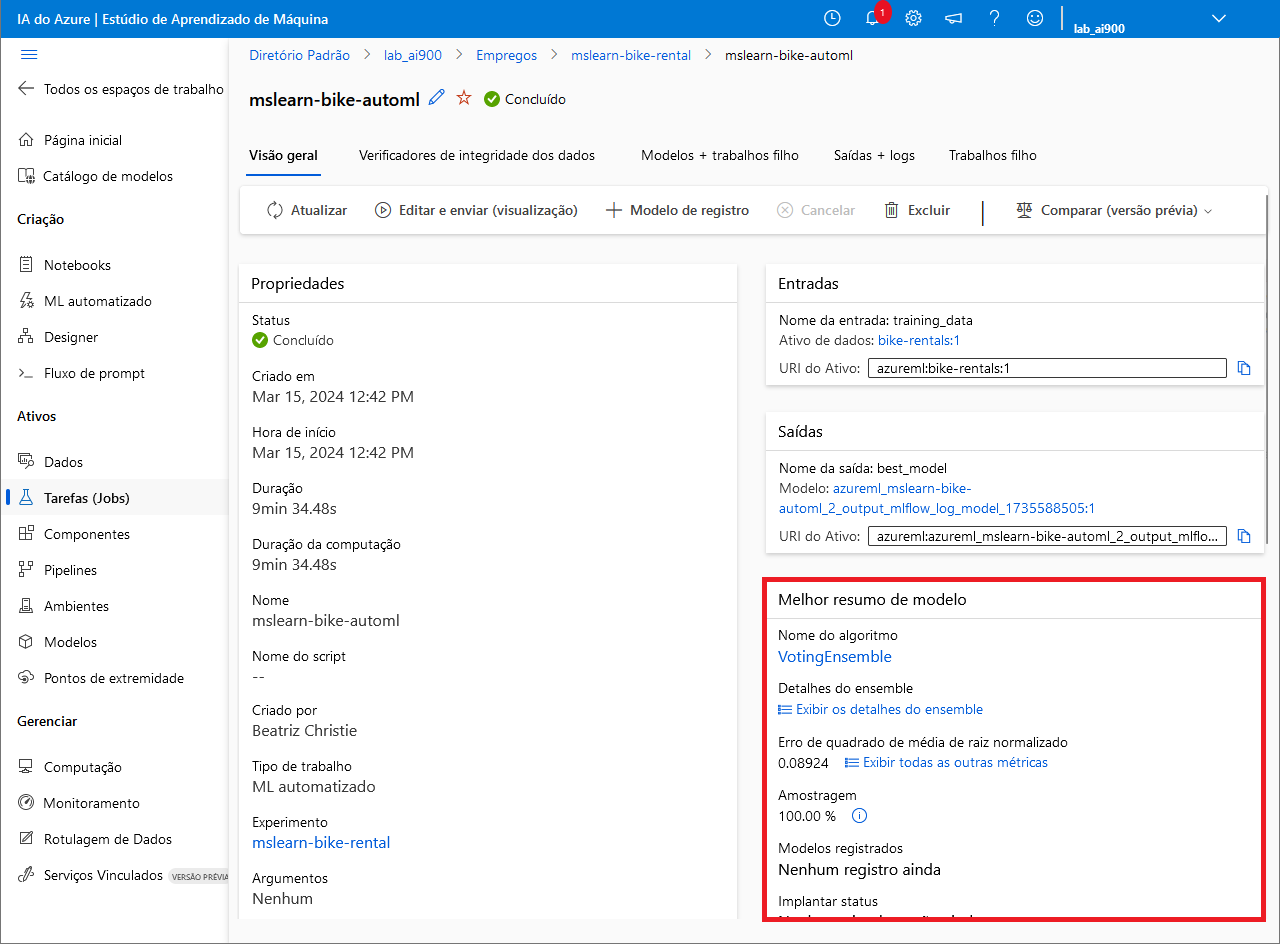 IA do Azure | Estúdio de Aprendizado de Máquina
1
lab_ai900
Todos os espaços de trabalho
Página inicial
Catálogo de modelos
Criação
Notebooks
ML automatizado
Designer
Fluxo de prompt
Ativos
Dados
Tarefas (Jobs)
Componentes
Pipelines
Ambientes
Modelos
Pontos de extremidade
Gerenciar
Computação
Monitoramento
Rotulagem de Dados
Serviços Vinculados VERSÃO PRÉVIA
Diretório Padrão > lab_ai900 > Empregos > mslearn-bike-rental > mslearn-bike-automl
mslearn-bike-automl Concluído
Visão geral Verificadores de integridade dos dados Modelos + trabalhos filho Saídas + logs Trabalhos filho
Atualizar Editar e enviar (visualização) Modelo de registro Cancelar Excluir Comparar (versão prévia)
Propriedades
Status
Concluído
Criado em
Mar 15, 2024 12:42 PM
Hora de início
Mar 15, 2024 12:42 PM
Duração
9min 34.48s
Duração da computação
9min 34.48s
Nome
mslearn-bike-automl
Nome do script
--
Criado por
Beatriz Christie
Tipo de trabalho
ML automatizado
Experimento
mslearn-bike-rental
Argumentos
Nenhum
Entradas
Nome da entrada: training_data
Ativo de dados: bike-rentals:1
URI do Ativo: azureml:bike-rentals:1
Saídas
Nome da saída: best_model
Modelo: azureml_mslearn-bike-
automl_2_output_mlflow_log_model_1735588505:1
URI do Ativo: azureml:azureml_mslearn-bike-automl_2_output_mlflo...
Melhor resumo de modelo
Nome do algoritmo
VotingEnsemble
Detalhes do ensemble
Exibir os detalhes do ensemble
Erro de quadrado de média de raiz normalizado
0.08924 Exibir todas as outras métricas
Amostragem
100.00 %
Modelos registrados
Nenhum registro ainda
Implantar status